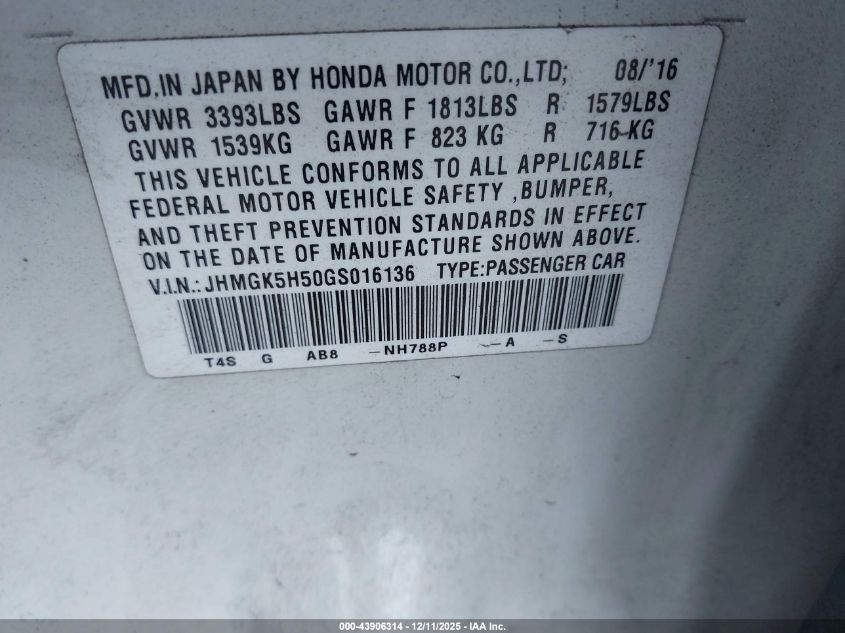 MFD.IN JAPAN BY HONDA MOTOR CO.,LTD; 08/'16
GVWR 3393LBS GAWR F 1813LBS R 1579LBS
GVWR 1539KG GAWR F 823 KG R 716 KG
THIS VEHICLE CONFORMS TO ALL APPLICABLE
FEDERAL MOTOR VEHICLE SAFETY ,BUMPER,
AND THEFT PREVENTION STANDARDS IN EFFECT
ON THE DATE OF MANUFACTURE SHOWN ABOVE.
V.I.N.:JHMGK5H50GS016136 TYPE:PASSENGER CAR
T4S G AB8 -NH788P -A -S
000-43906314 - 12/11/2025 - IAA Inc.